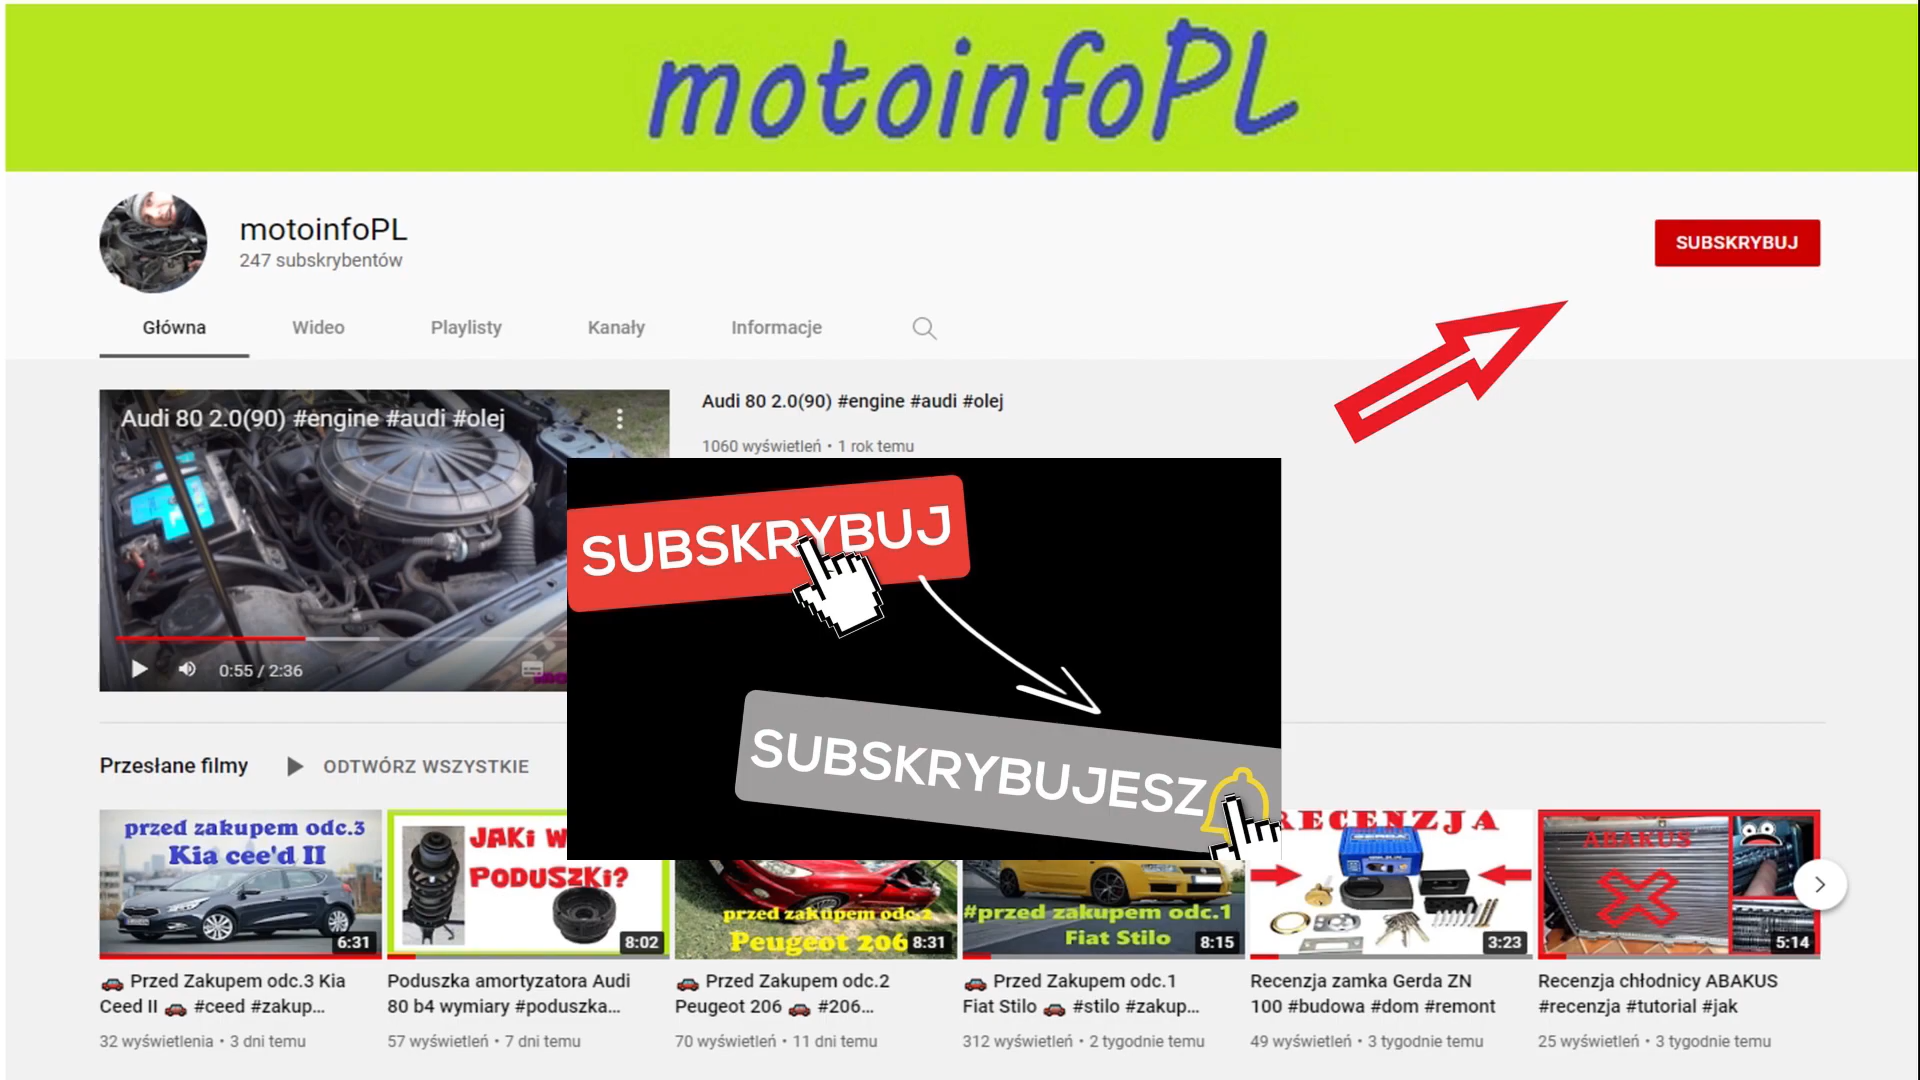 motoinfoPL
motoinfoPL
247 subskrybentów
SUBSKRYBUJ
Główna
Wideo
Playlisty
Kanały
Informacje
Audi 80 2.0(90) #engine #audi #olej
0:55 / 2:36
Audi 80 2.0(90) #engine #audi #olej
1060 wyświetleń • 1 rok temu
SUBSKRYBUJ
SUBSKRYBUJESZ
Przesłane filmy
ODTWÓRZ WSZYSTKIE
przed zakupem odc.3
Kia cee'd II
6:31
JAKI
PODUSZKI?
8:02
przed zakupem odc.2
Peugeot 206
8:31
#przed zakupem odc.1
Fiat Stilo
8:15
RECENZJA
GERDA
3:23
ABAKUS
5:14
Przed Zakupem odc.3 Kia
Ceed II #ceed #zakup...
32 wyświetlenia • 3 dni temu
Poduszka amortyzatora Audi
80 b4 wymiary #poduszka...
57 wyświetleń • 7 dni temu
Przed Zakupem odc.2
Peugeot 206 #206...
70 wyświetleń • 11 dni temu
Przed Zakupem odc.1
Fiat Stilo #stilo #zakup...
312 wyświetleń • 2 tygodnie temu
Recenzja zamka Gerda ZN
100 #budowa #dom #remont
49 wyświetleń • 3 tygodnie temu
Recenzja chłodnicy ABAKUS
#recenzja #tutorial #jak
25 wyświetleń • 3 tygodnie temu